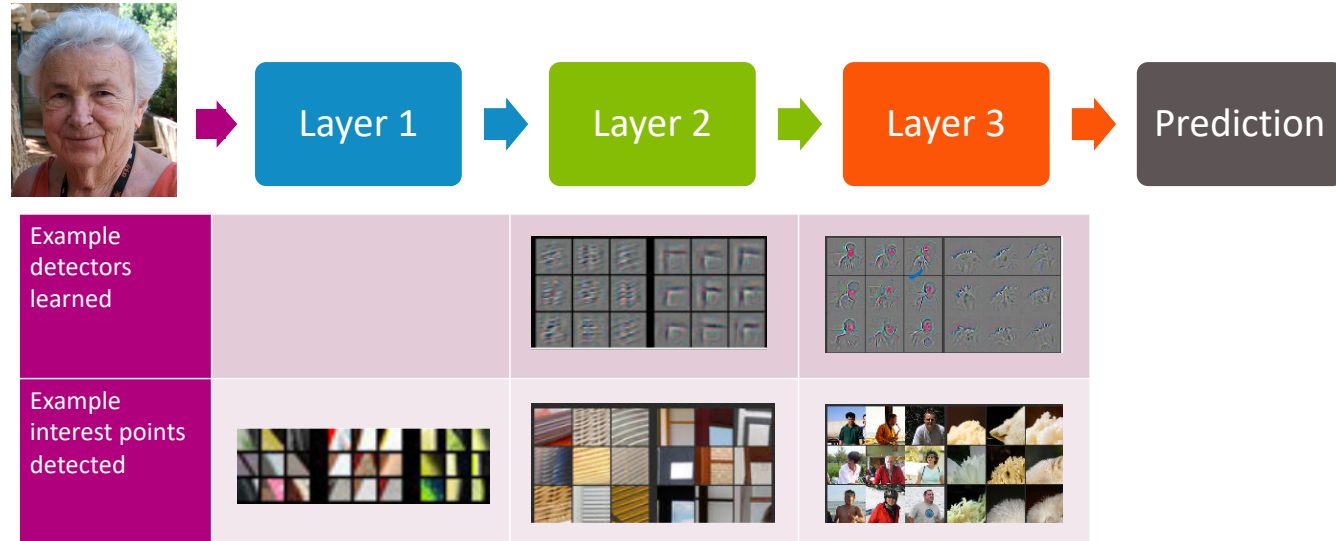 Layer 1
Layer 2
Layer 3
Prediction
Example
detectors
learned
Example
interest points
detected